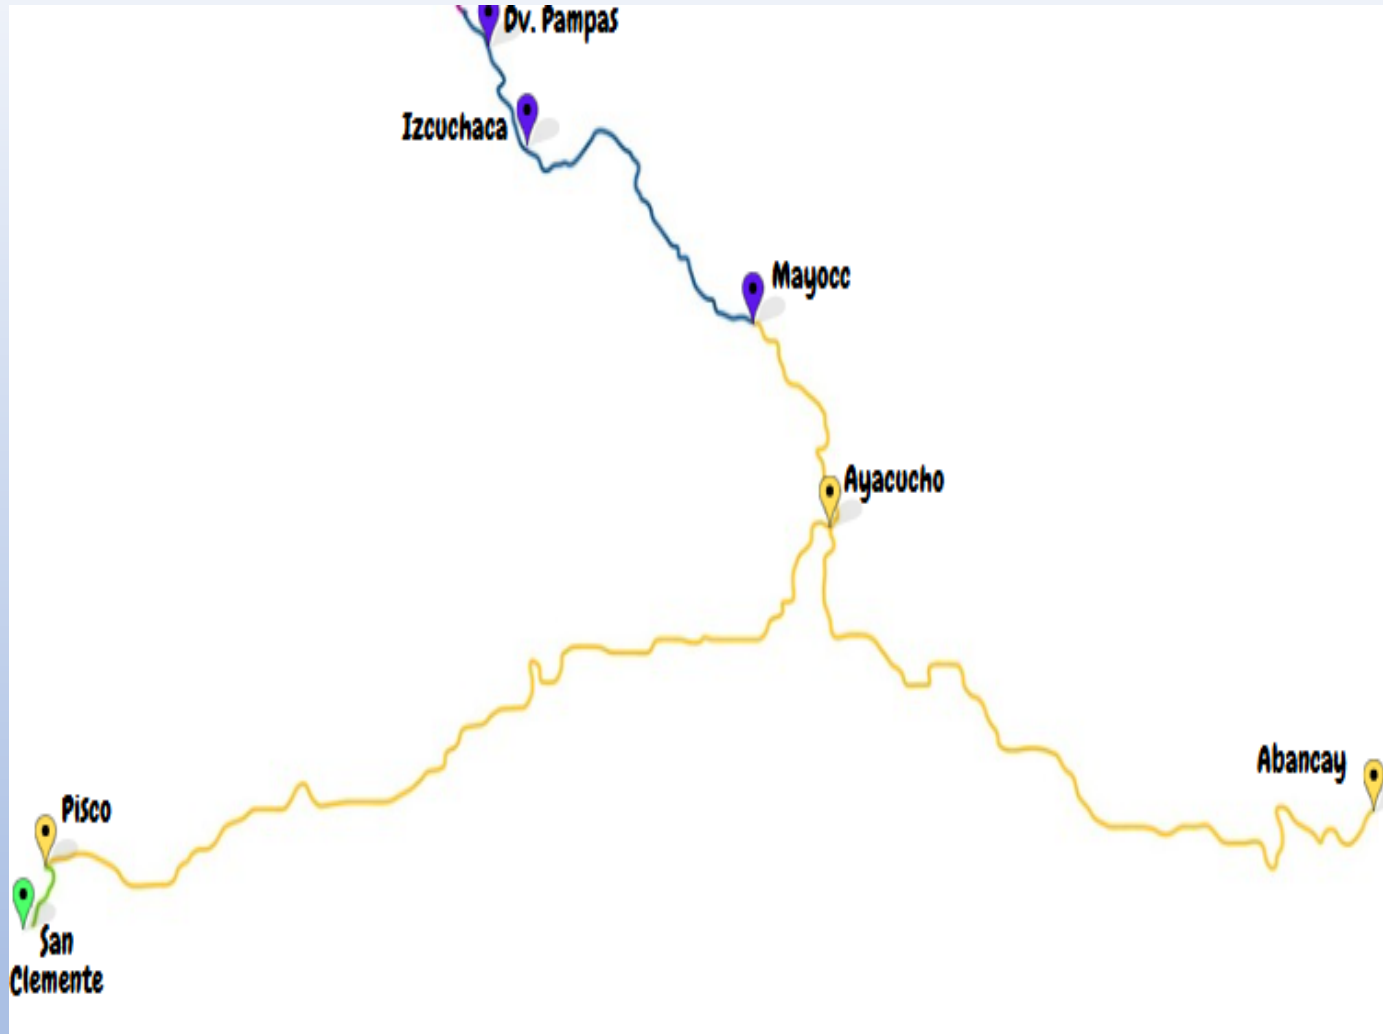 Dv. Pampas
Izcuchaca
Mayocc
Ayacucho
Abancay
Pisco
San
Clemente